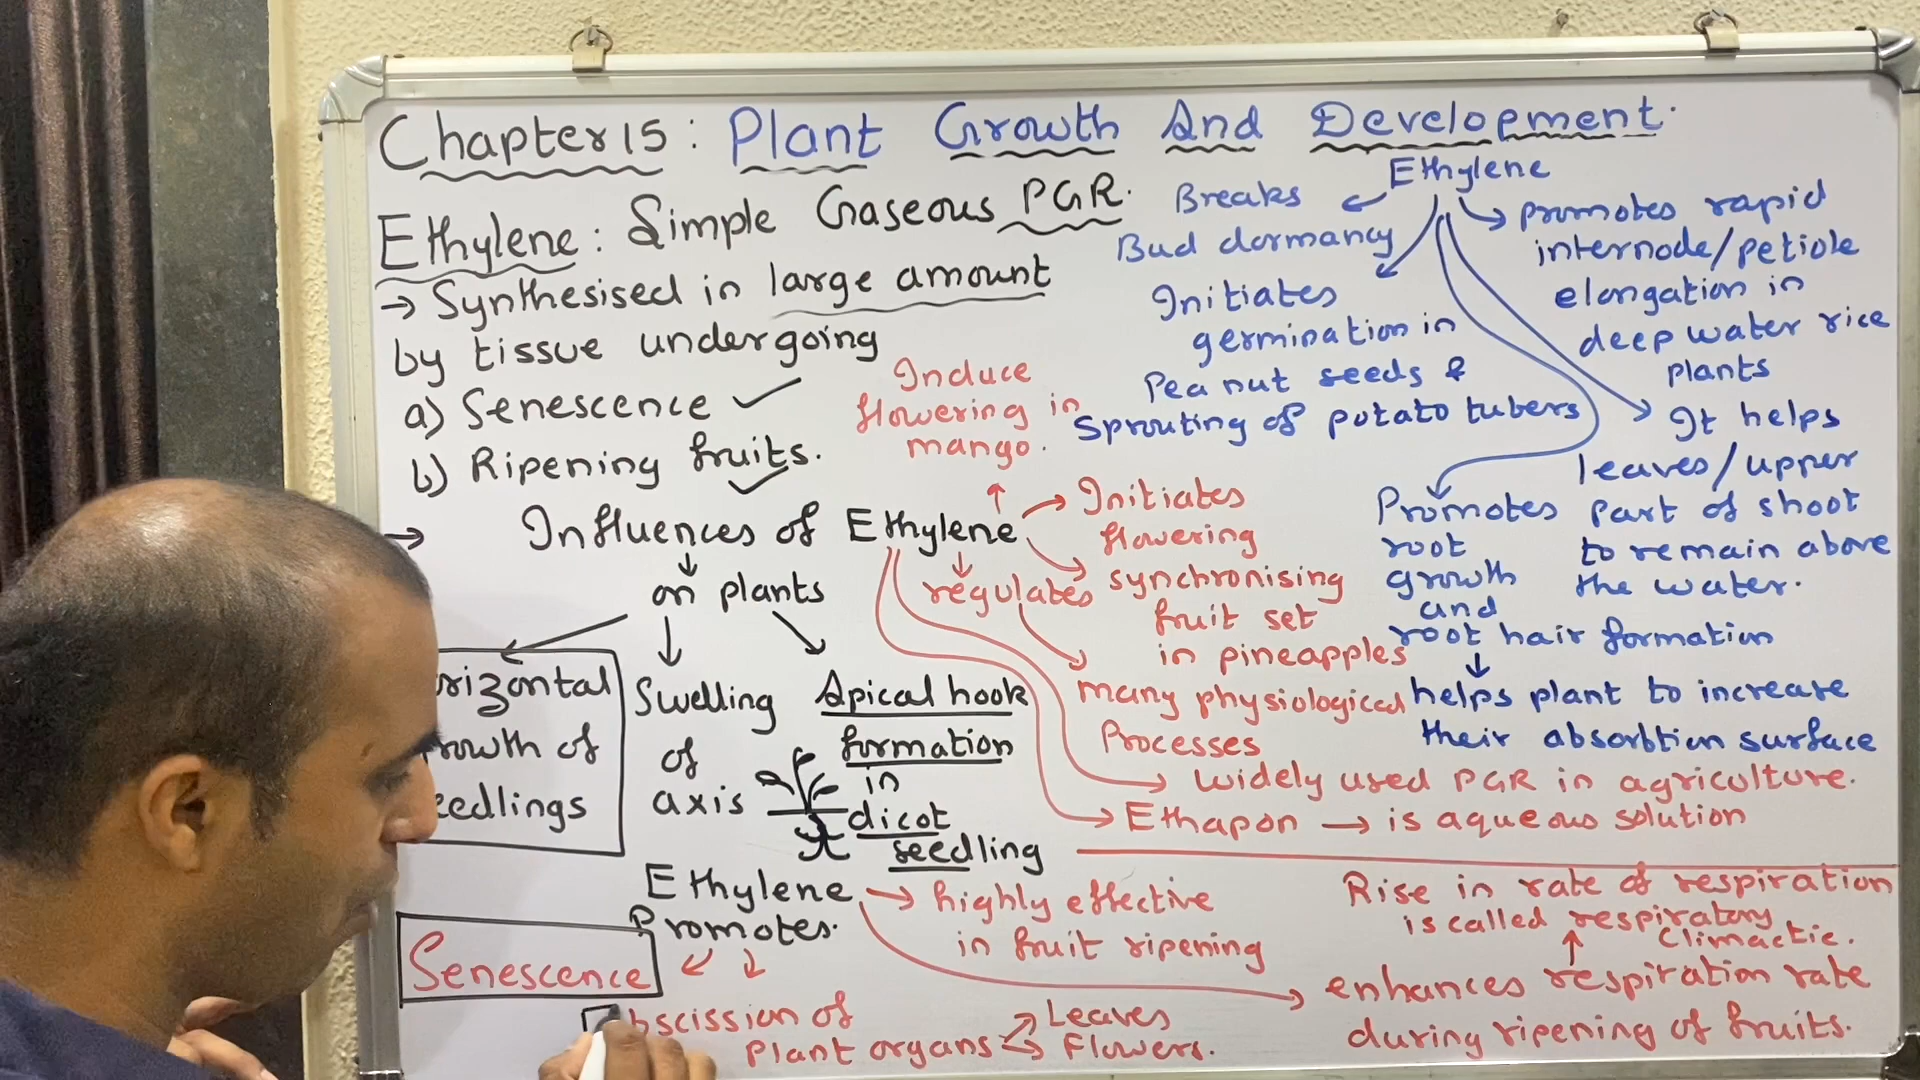 Chapter 15: Plant Growth And Development.
Ethylene: Simple Gaseous PGR.
→ Synthesised in large amount
by tissue undergoing
a) Senescence ✓
b) Ripening fruits.
→ Influences of Ethylene
on plants
rizontal
rowth of
eedlings
Swelling
of
axis
Apical hook
formation
in
dicot
seedling
Induce
flowering in
mango.
Initiates
flowering
synchronising
fruit set
in pineapples
regulates
many physiological
Processes
→ widely used PGR in agriculture.
→ Ethapon → is aqueous solution
Ethylene
Breaks
Bud dormancy
Initiates
germination in
Peanut seeds &
Sprouting of potato tubers
promotes rapid
internode/petiole
elongation in
deep water rice
plants
It helps
leaves/upper
part of shoot
to remain above
the water.
Promotes
root
growth
and
root hair formation
helps plant to increase
their absorbtion surface
Ethylene
Promotes.
Senescence
bscission of
plant organs
Leaves
Flowers.
→ highly effective
in fruit ripening
enhances respiration rate
during ripening of fruits.
Rise in rate of respiration
is called respiratory
Climactic.